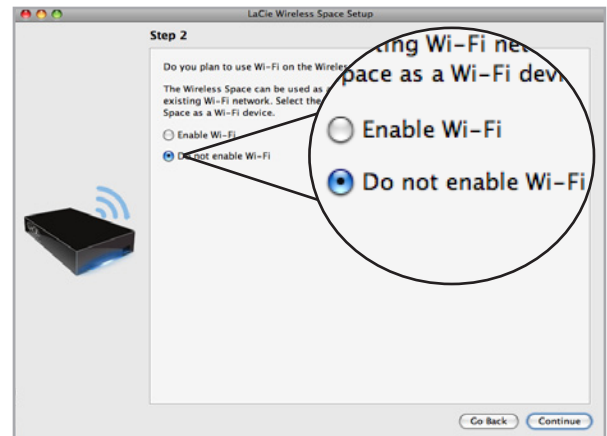 LaCie Wireless Space Setup
Step 2
Do you plan to use Wi-Fi on the Wireles
The Wireless Space can be used as
existing Wi-Fi network. Select the
Space as a Wi-Fi device.
Enable Wi-Fi
Do not enable Wi-Fi
ting Wi-Fi net
pace as a Wi-Fi devi
Enable Wi-Fi
Do not enable Wi-Fi
Go Back
Continue